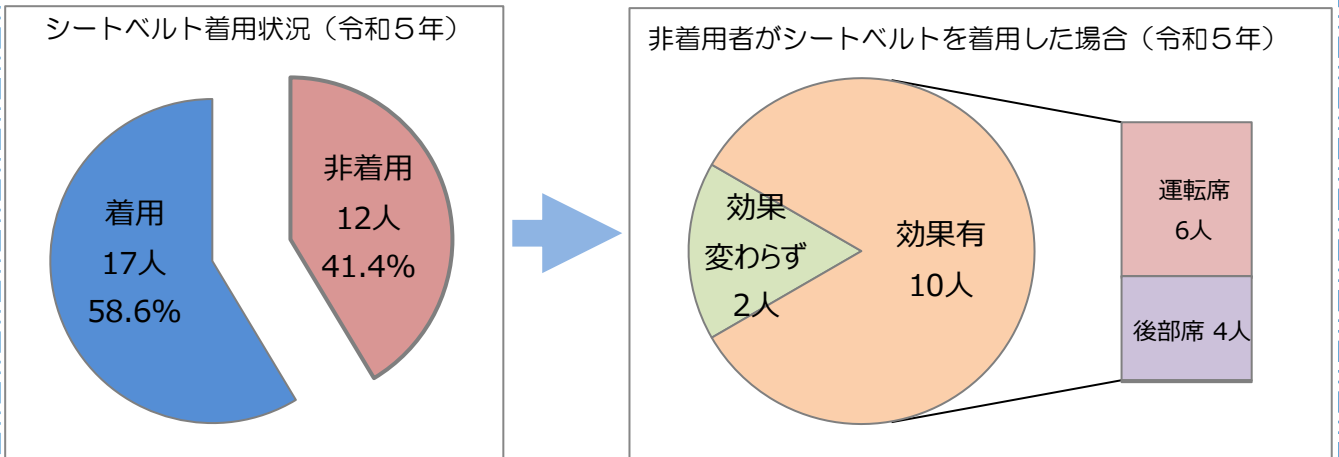 シートベルト着用状況（令和５年）
着用
17人
58.6%
非着用
12人
41.4%
非着用者がシートベルトを着用した場合（令和５年）
効果
変わらず
2人
効果有
10人
運転席
6人
後部席 4人